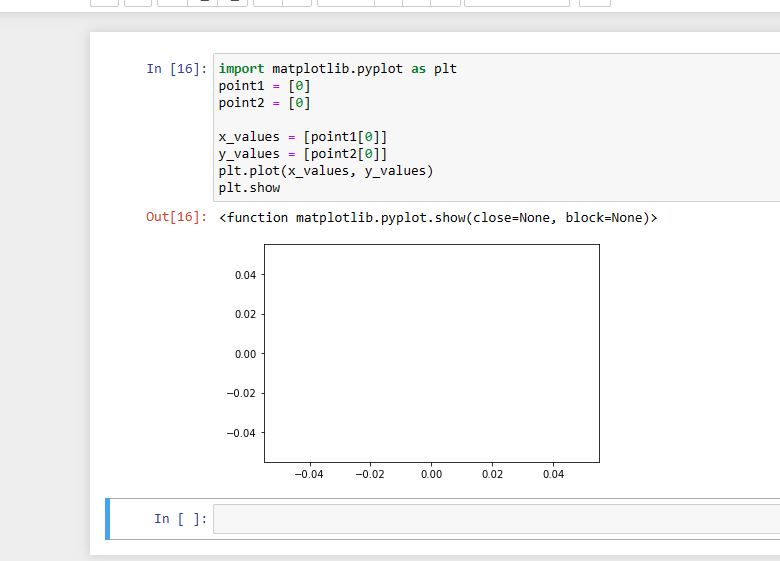 In [16]: import matplotlib.pyplot as plt
point1 = [0]
point2 = [0]
x_values = [point1[0]]
y_values = [point2[0]]
plt.plot(x_values, y_values)
plt.show
Out[16]: <function matplotlib.pyplot.show(close=None, block=None)>
0.04
0.02
0.00
−0.02
−0.04
−0.04 −0.02 0.00 0.02 0.04
In [ ]: